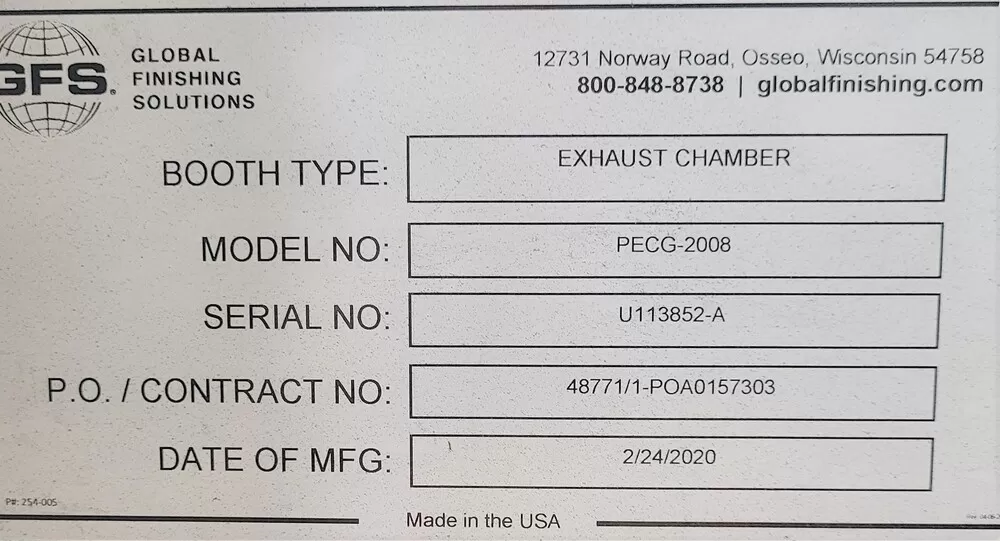 GFS®
GLOBAL
FINISHING
SOLUTIONS
12731 Norway Road, Osseo, Wisconsin 54758
800-848-8738 | globalfinishing.com
BOOTH TYPE: EXHAUST CHAMBER
MODEL NO: PECG-2008
SERIAL NO: U113852-A
P.O. / CONTRACT NO: 48771/1-POA0157303
DATE OF MFG: 2/24/2020
P#: 254-005
Made in the USA